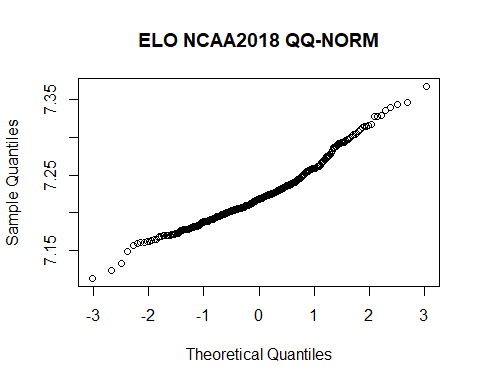 ELO NCAA2018 QQ-NORM
Sample Quantiles
7.35
7.25
7.15
-3 -2 -1 0 1 2 3
Theoretical Quantiles